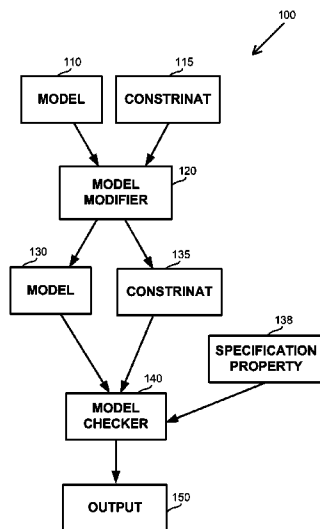 100
110
115
MODEL
CONSTRINAT
120
MODEL
MODIFIER
130
135
MODEL
CONSTRINAT
138
SPECIFICATION
PROPERTY
140
MODEL
CHECKER
OUTPUT
150